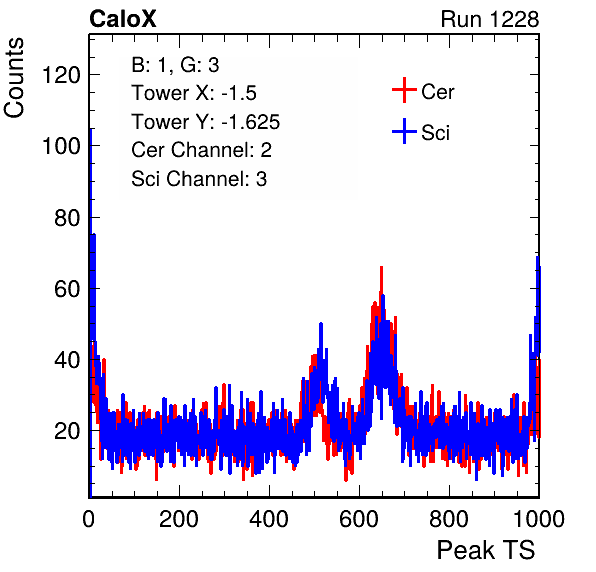 CaloX Run 1228
Counts
B: 1, G: 3
Tower X: -1.5
Tower Y: -1.625
Cer Channel: 2
Sci Channel: 3
Cer
Sci
120
100
80
60
40
20
0 200 400 600 800 1000
Peak TS